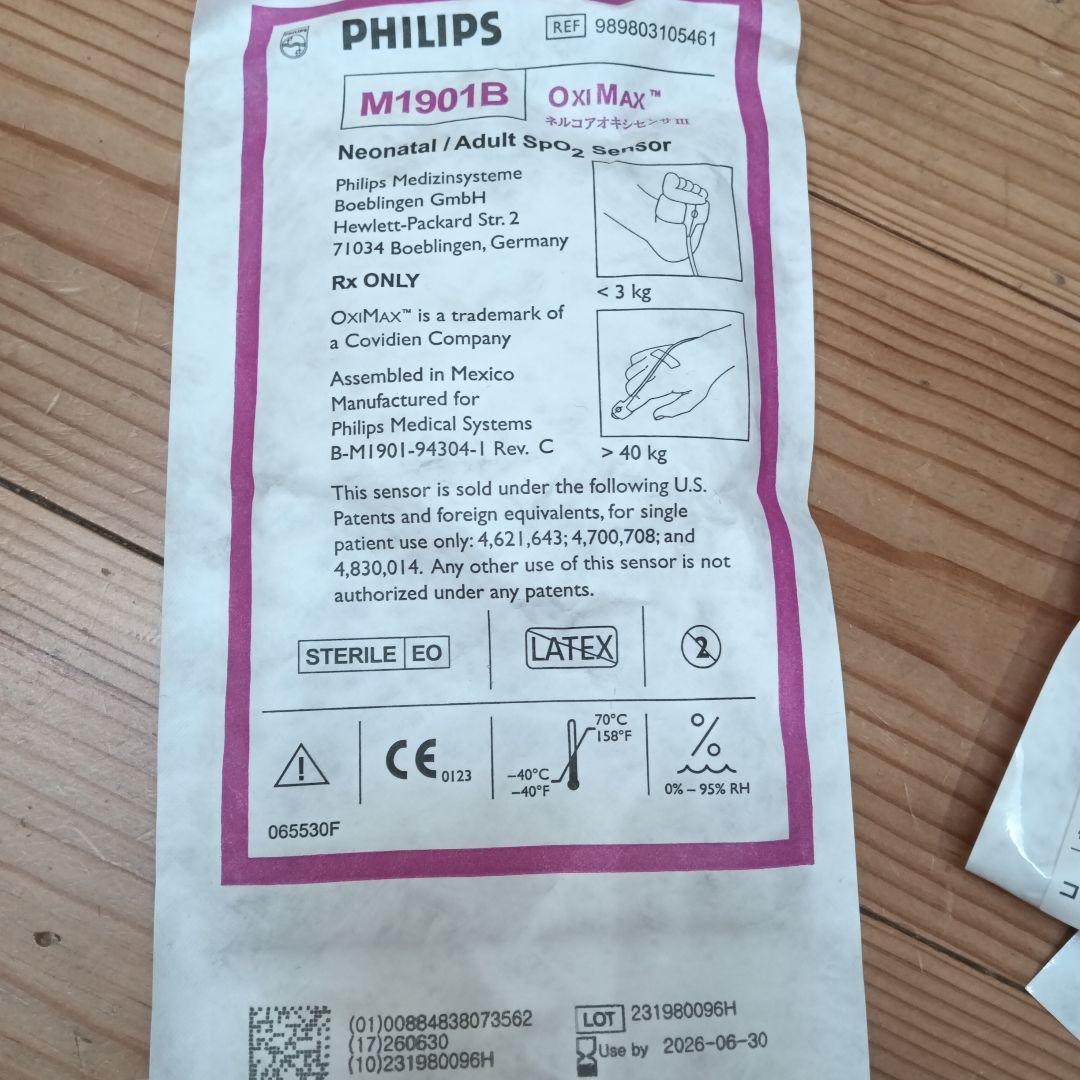 PHILIPS
REF 989803105461
M1901B
OXIMAX™
ネルコアオキシセンサ III
Neonatal / Adult SpO2 Sensor
Philips Medizinsysteme
Boeblingen GmbH
Hewlett-Packard Str. 2
71034 Boeblingen, Germany
Rx ONLY
OXIMAX™ is a trademark of
a Covidien Company
Assembled in Mexico
Manufactured for
Philips Medical Systems
B-M1901-94304-1 Rev. C
< 3 kg
> 40 kg
This sensor is sold under the following U.S.
Patents and foreign equivalents, for single
patient use only: 4,621,643; 4,700,708; and
4,830,014. Any other use of this sensor is not
authorized under any patents.
STERILE EO
LATEX
2
!
CE 0123
70°C
158°F
–40°C
–40°F
%
0% – 95% RH
065530F
(01)00884838073562
(17)260630
(10)231980096H
LOT 231980096H
Use by 2026-06-30